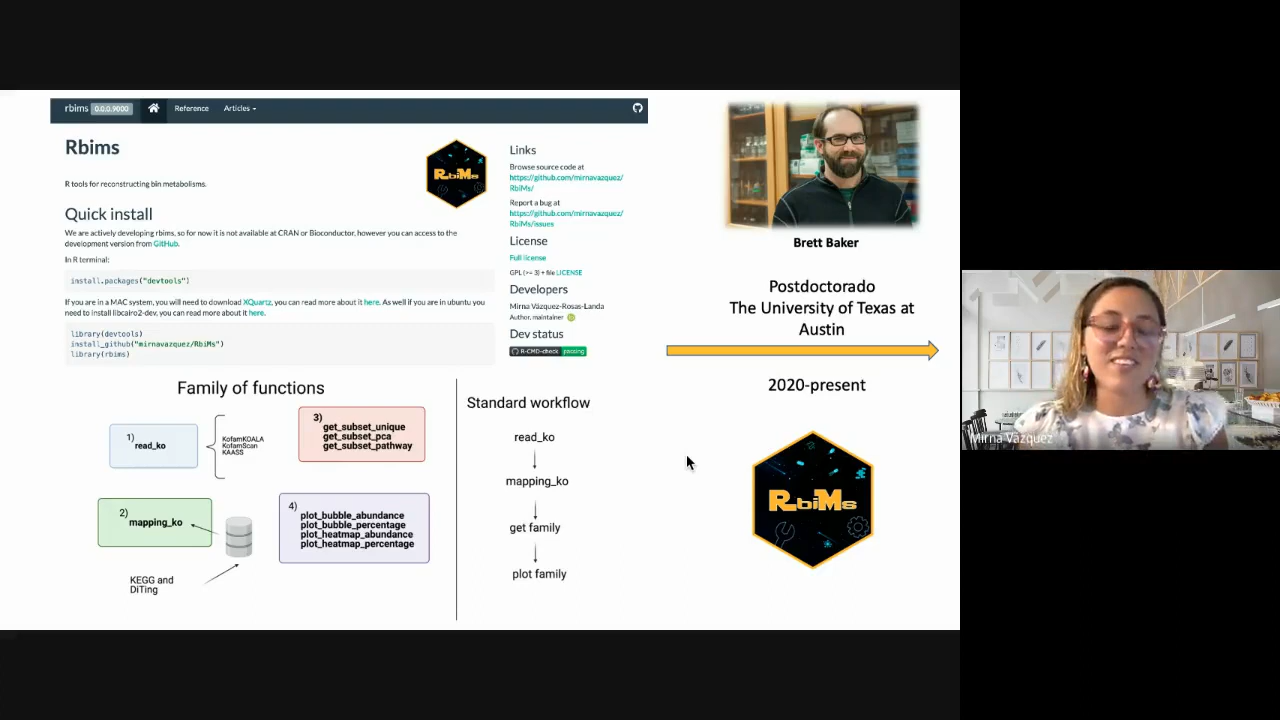 rbims 0.0.0.9000 Reference Articles
Rbims
RbiMs
R tools for reconstructing bin metabolisms.
Quick install
We are actively developing rbims, so for now it is not available at CRAN or Bioconductor, however you can access to the
development version from GitHub.
In R terminal:
install.packages("devtools")
If you are in a MAC system, you will need to download XQuartz, you can read more about it here. As well if you are in ubuntu you
need to install libcairo2-dev, you can read more about it here.
library(devtools)
install_github("mirnavazquez/RbiMs")
library(rbims)
Links
Browse source code at
https://github.com/mirnavazquez/
RbiMs/
Report a bug at
https://github.com/mirnavazquez/
RbiMs/issues
License
Full license
GPL (>= 3) + file LICENSE
Developers
Mirna Vázquez-Rosas-Landa
Author, maintainer
Dev status
R-CMD-check passing
Family of functions
1)
read_ko
KofamKOALA
KofamScan
KAASS
2)
mapping_ko
KEGG and
DiTing
3)
get_subset_unique
get_subset_pca
get_subset_pathway
4)
plot_bubble_abundance
plot_bubble_percentage
plot_heatmap_abundance
plot_heatmap_percentage
Standard workflow
read_ko
mapping_ko
get family
plot family
Brett Baker
Postdoctorado
The University of Texas at
Austin
2020-present
RbiMs
Mirna Vázquez